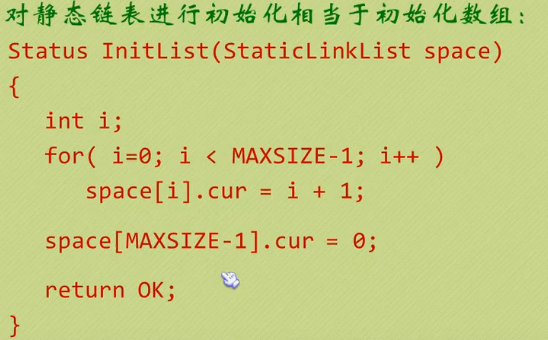 对静态链表进行初始化相当于初始化数组：
Status InitList(StaticLinkList space)
{
int i;
for( i=0; i < MAXSIZE-1; i++ )
space[i].cur = i + 1;
space[MAXSIZE-1].cur = 0;
return OK;
}